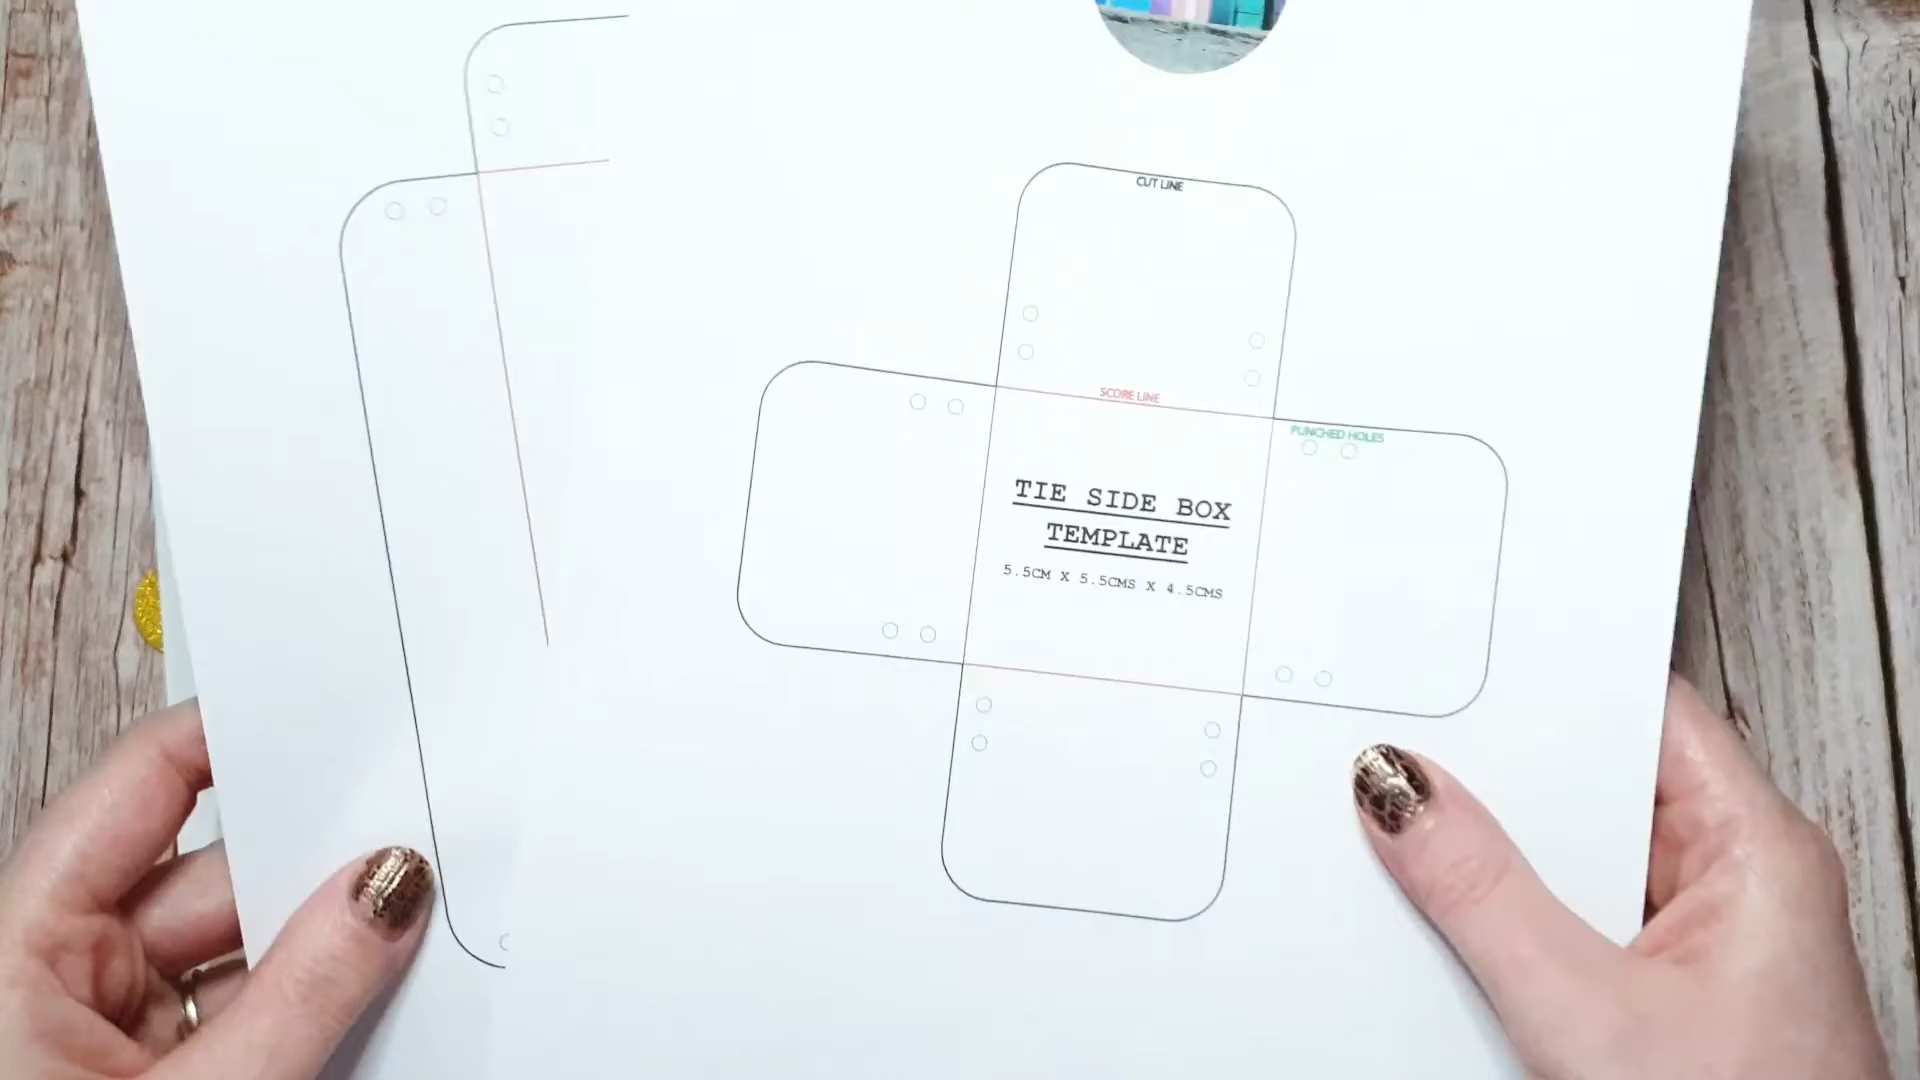 CUT LINE
SCORE LINE
PUNCHED HOLES
TIE SIDE BOX
TEMPLATE
5.5CM X 5.5CMS X 4.5CMS